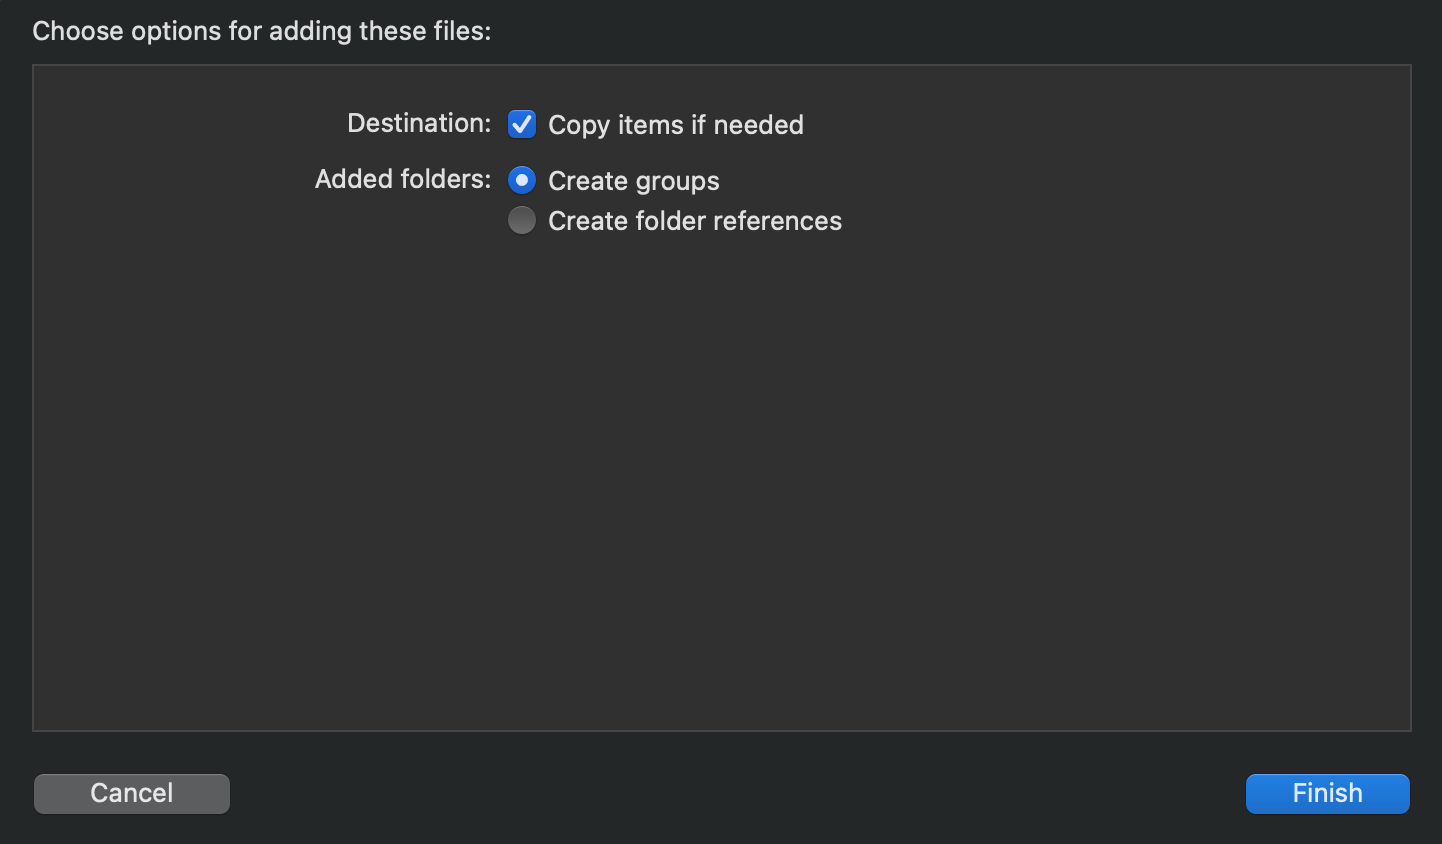 Choose options for adding these files:
Destination: Copy items if needed
Added folders: Create groups
Create folder references
Cancel Finish